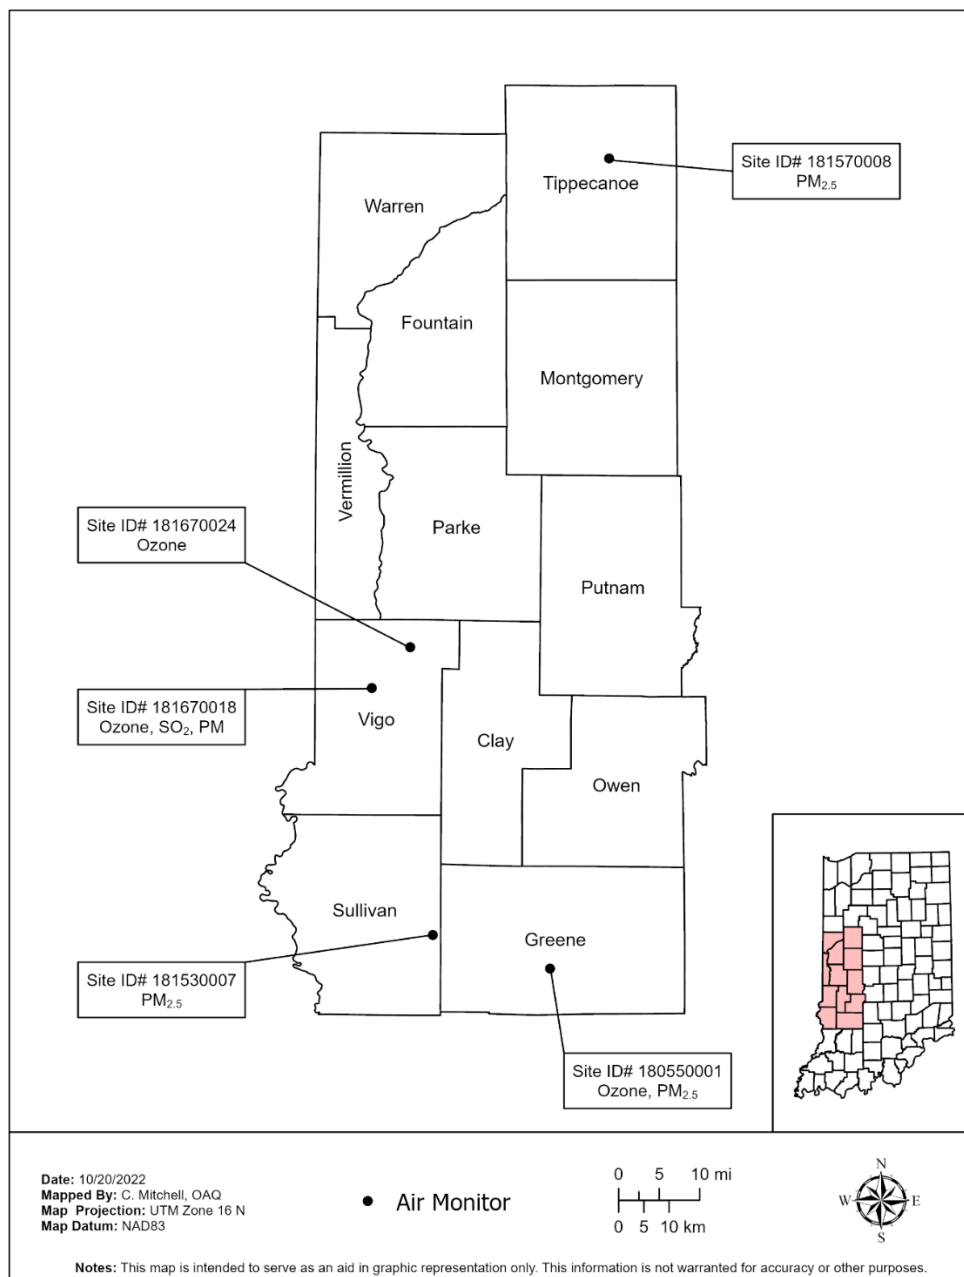 Site ID# 181570008
PM2.5
Tippecanoe
Warren
Fountain
Montgomery
Vermillion
Site ID# 181670024
Ozone
Parke
Putnam
Site ID# 181670018
Ozone, SO2, PM
Vigo
Clay
Owen
Sullivan
Greene
Site ID# 181530007
PM2.5
Site ID# 180550001
Ozone, PM2.5
Date: 10/20/2022
Mapped By: C. Mitchell, OAQ
Map Projection: UTM Zone 16 N
Map Datum: NAD83
Air Monitor
0 5 10 mi
0 5 10 km
N
W E
S
Notes: This map is intended to serve as an aid in graphic representation only. This information is not warranted for accuracy or other purposes.